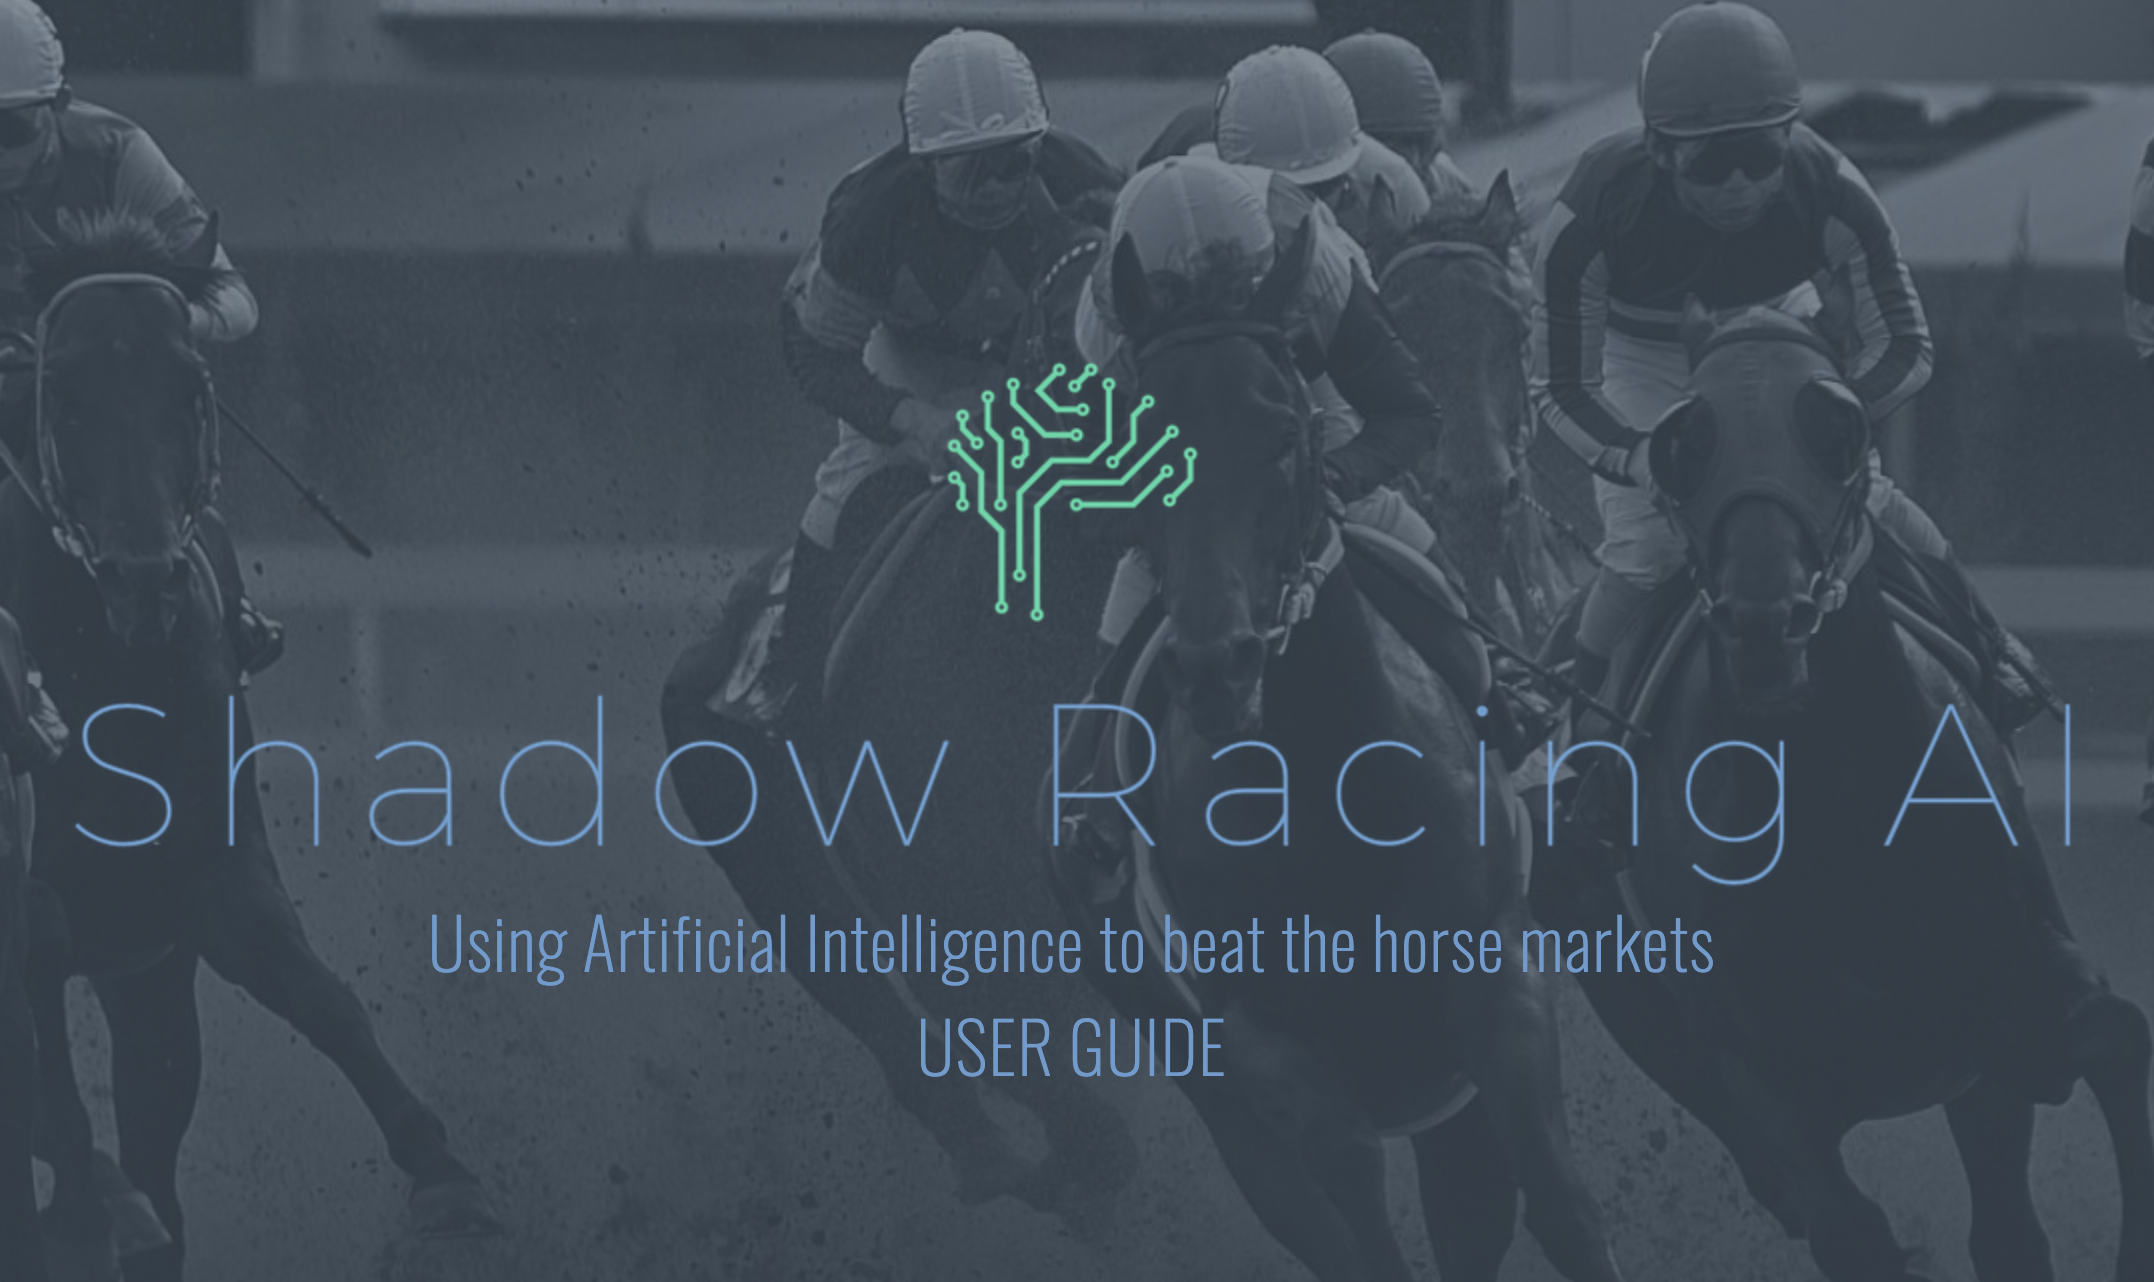 Shadow Racing AI
Using Artificial Intelligence to beat the horse markets
USER GUIDE